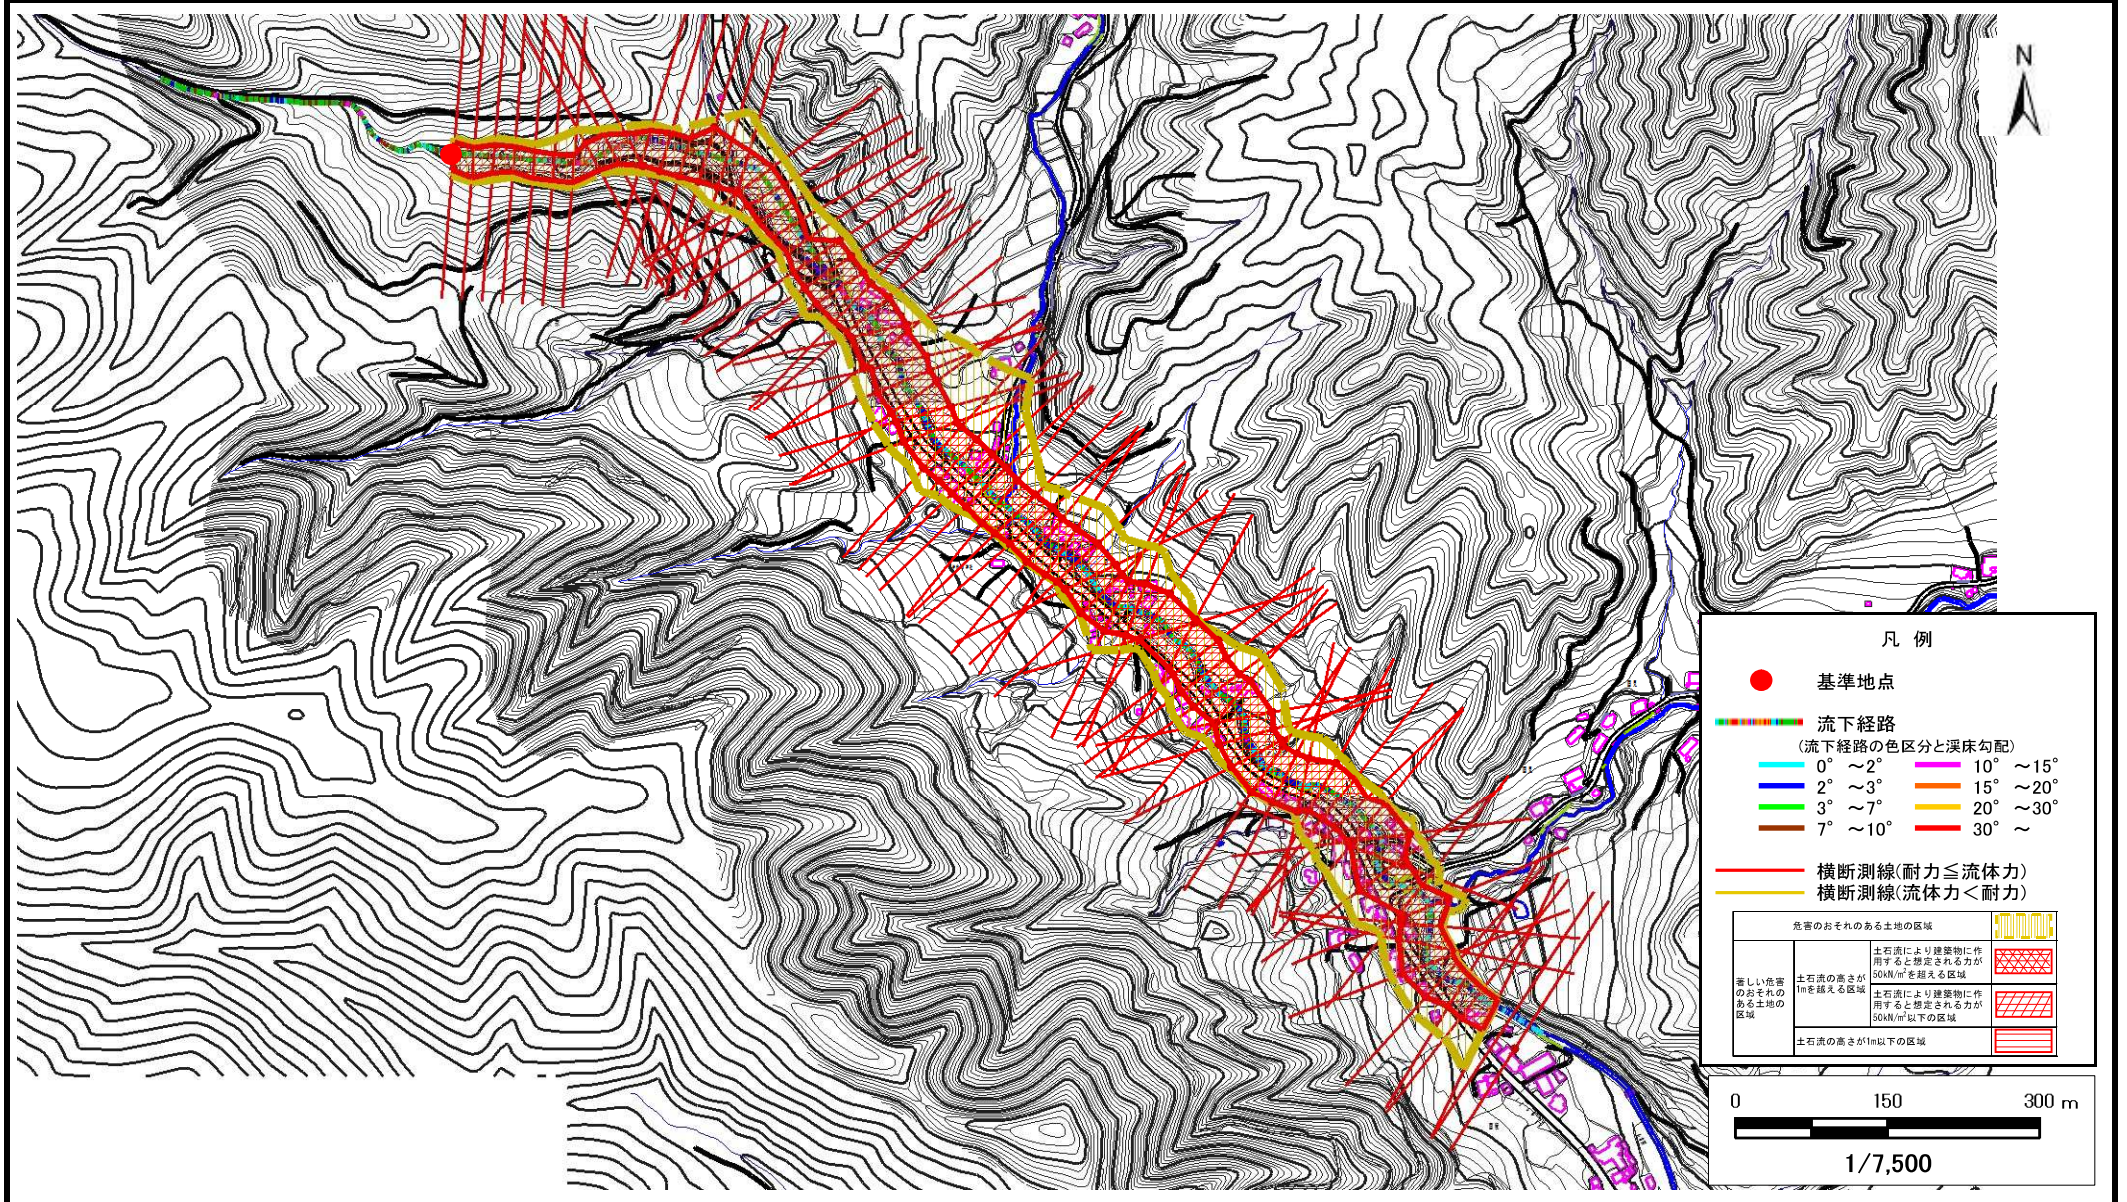 N
凡 例
基準地点
流下経路
(流下経路の色区分と渓床勾配)
0° ～2° 10° ～15°
2° ～3° 15° ～20°
3° ～7° 20° ～30°
7° ～10° 30° ～
横断測線(耐力≦流体力)
横断測線(流体力＜耐力)
危害のおそれのある土地の区域
著しい危害
のおそれの
ある土地の
区域
土石流の高さが
1mを越える区域
土石流により建築物に作
用すると想定される力が
50kN/m²を超える区域
土石流により建築物に作
用すると想定される力が
50kN/m²以下の区域
土石流の高さが1m以下の区域
0 150 300 m
1/7,500